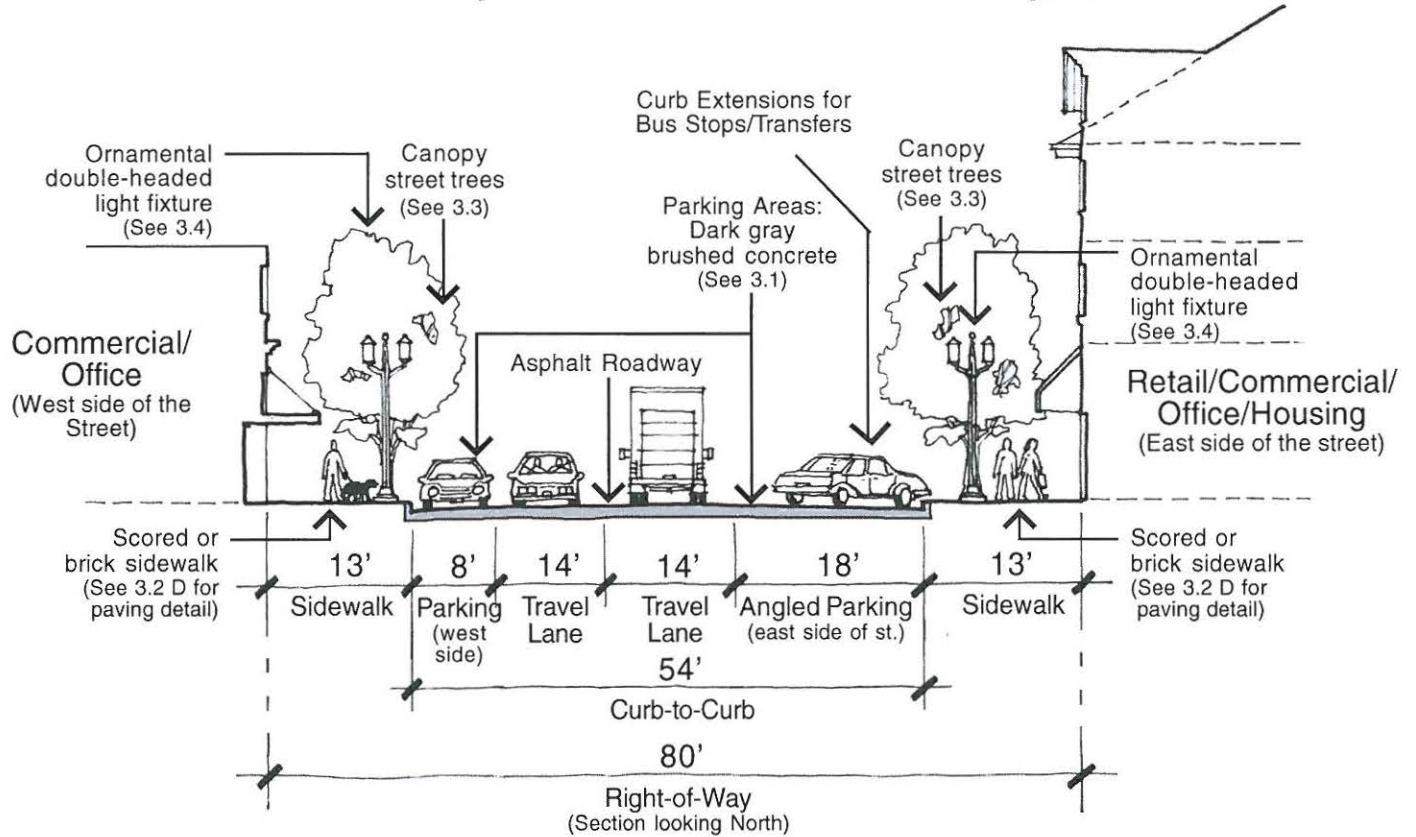 Curb Extensions for
Bus Stops/Transfers
Ornamental
double-headed
light fixture
(See 3.4)
Canopy
street trees
(See 3.3)
Parking Areas:
Dark gray
brushed concrete
(See 3.1)
Canopy
street trees
(See 3.3)
Ornamental
double-headed
light fixture
(See 3.4)
Commercial/
Office
(West side of the
Street)
Asphalt Roadway
Retail/Commercial/
Office/Housing
(East side of the street)
Scored or
brick sidewalk
(See 3.2 D for
paving detail)
13' 8' 14' 14' 18' 13'
Sidewalk
Parking
(west
side)
Travel
Lane
Travel
Lane
Angled Parking
(east side of st.)
Sidewalk
Scored or
brick sidewalk
(See 3.2 D for
paving detail)
54'
Curb-to-Curb
80'
Right-of-Way
(Section looking North)